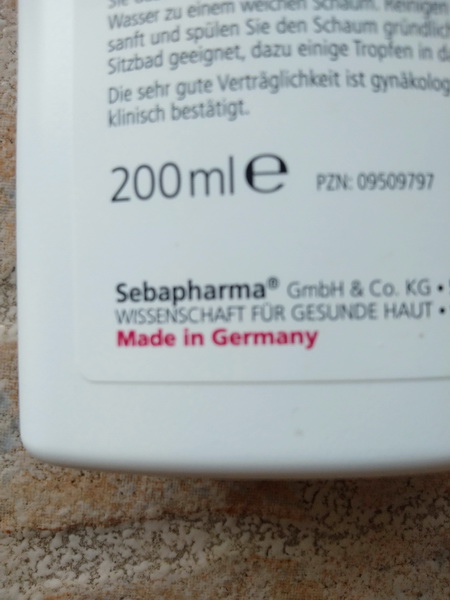 Wasser zu einem weichen Schaum. Reinigen
sanft und spülen Sie den Schaum gründlich
Sitzbad geeignet, dazu einige Tropfen in
Die sehr gute Verträglichkeit ist gynäkolog
klinisch bestätigt.
200 ml e PZN: 09509797
Sebapharma® GmbH & Co. KG •
WISSENSCHAFT FÜR GESUNDE HAUT •
Made in Germany